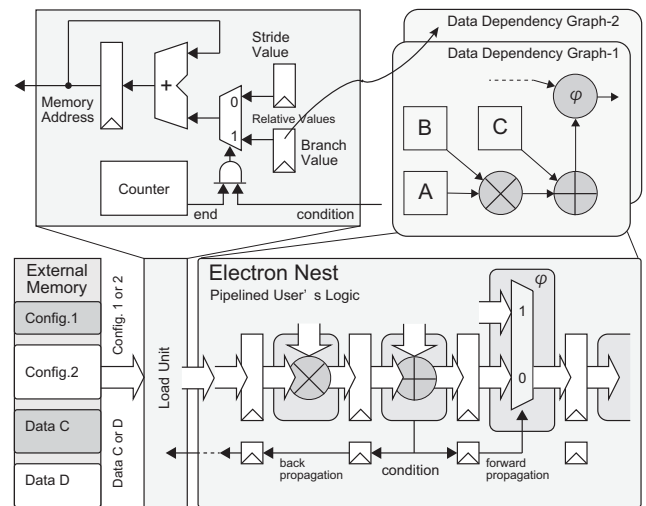 Stride
Value
Memory
Address
+
0
1
Relative Values
Branch
Value
Counter
end
condition
Data Dependency Graph-2
Data Dependency Graph-1
φ
B
C
A
External
Memory
Config.1
Config.2
Data C
Data D
Config. 1 or 2
Data C or D
Load Unit
Electron Nest
Pipelined User's Logic
φ
1
0
back
propagation
condition
forward
propagation